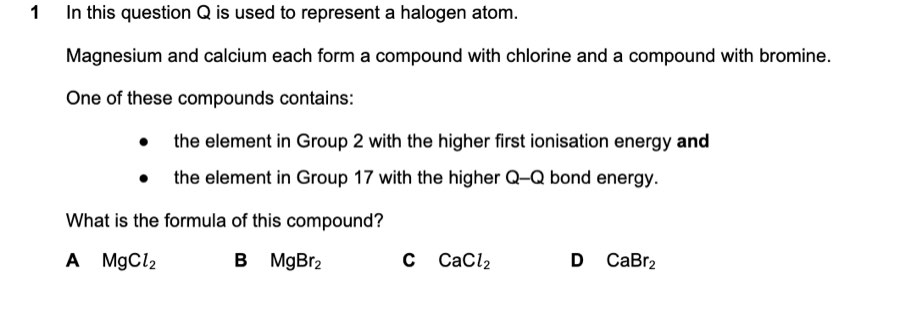 1 In this question Q is used to represent a halogen atom.
Magnesium and calcium each form a compound with chlorine and a compound with bromine.
One of these compounds contains:
• the element in Group 2 with the higher first ionisation energy and
• the element in Group 17 with the higher Q–Q bond energy.
What is the formula of this compound?
A MgCl₂ B MgBr₂ C CaCl₂ D CaBr₂